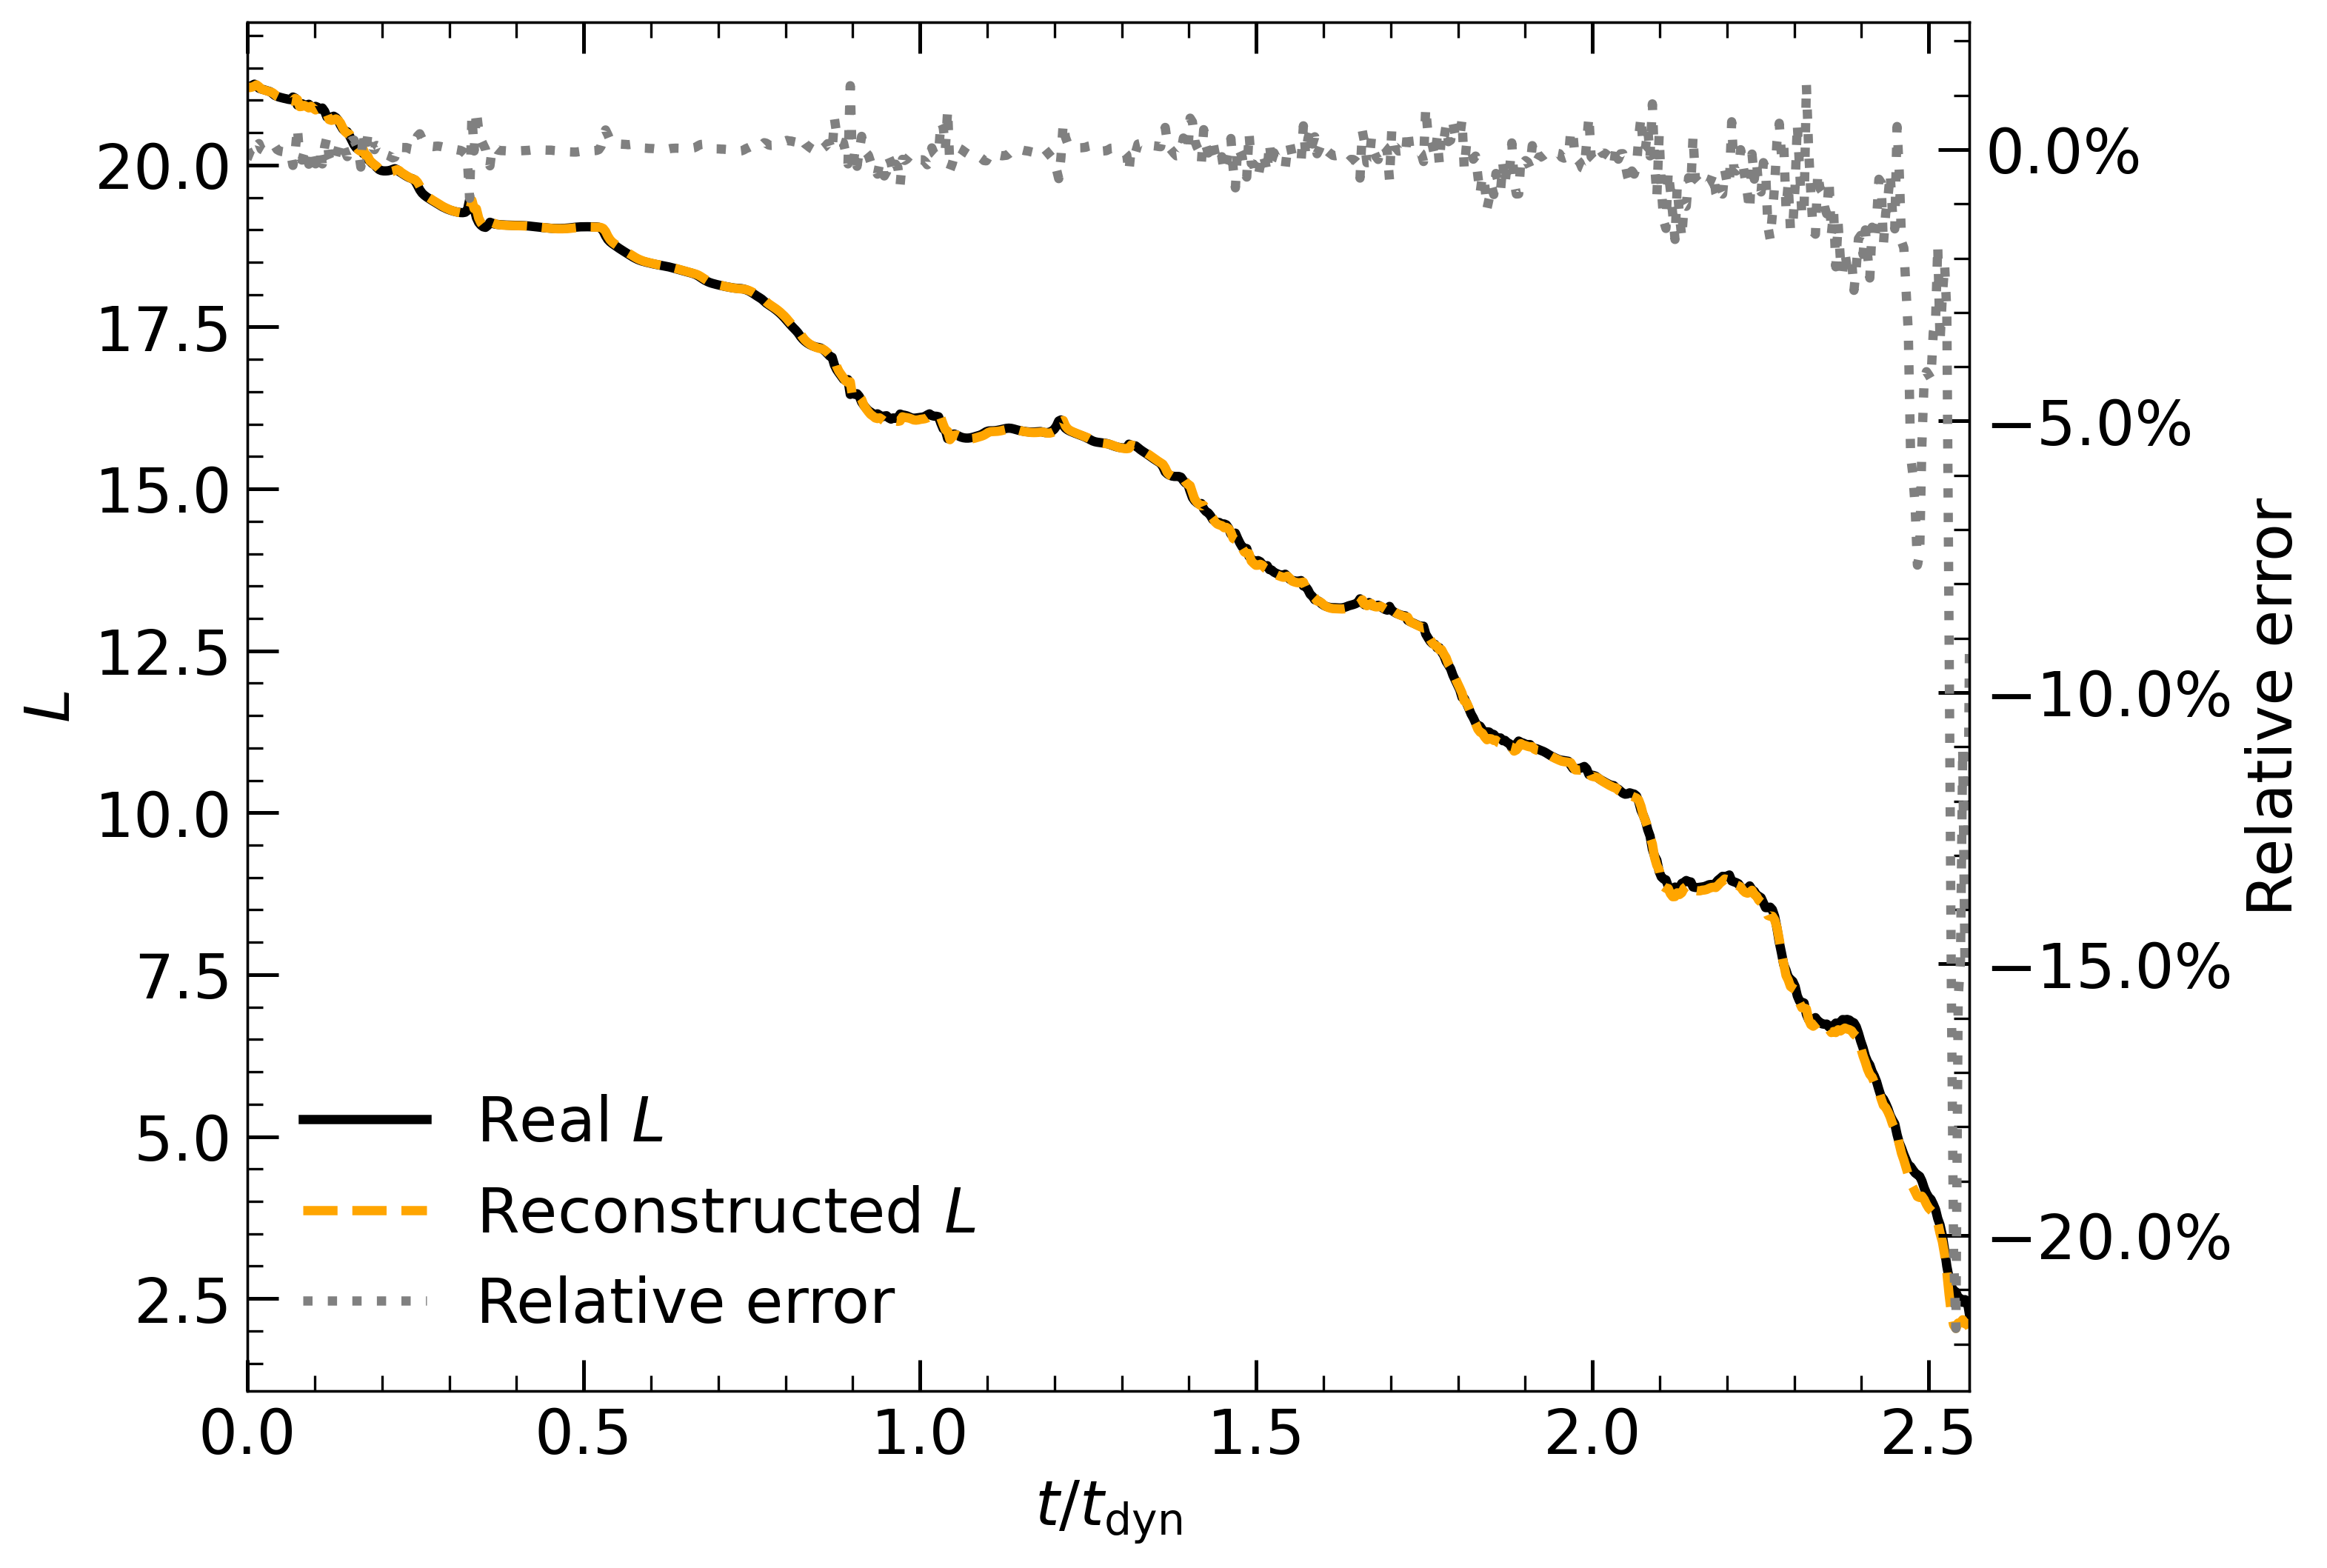 20.0
17.5
15.0
12.5
10.0
7.5
5.0
2.5
L
0.0%
−5.0%
−10.0%
−15.0%
−20.0%
Relative error
Real L
Reconstructed L
Relative error
0.0 0.5 1.0 1.5 2.0 2.5
t/t_dyn